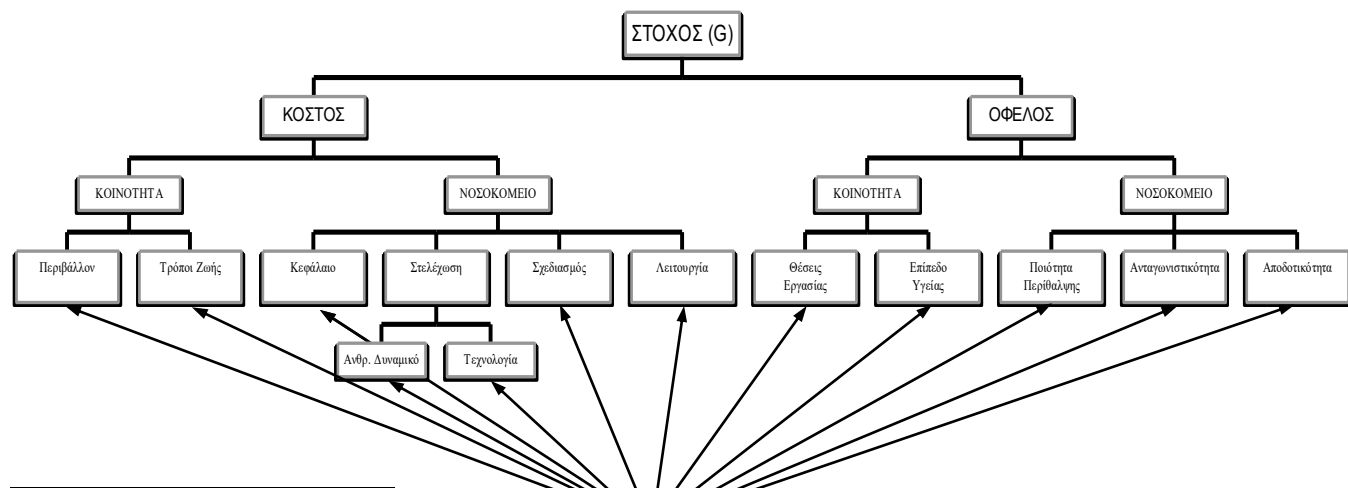 ΣΤΟΧΟΣ (G)
ΚΟΣΤΟΣ
ΟΦΕΛΟΣ
ΚΟΙΝΟΤΗΤΑ
ΝΟΣΟΚΟΜΕΙΟ
ΚΟΙΝΟΤΗΤΑ
ΝΟΣΟΚΟΜΕΙΟ
Περιβάλλον
Τρόποι Ζωής
Κεφάλαιο
Στελέχωση
Σχεδιασμός
Λειτουργία
Θέσεις
Εργασίας
Επίπεδο
Υγείας
Ποιότητα
Περίθαλψης
Ανταγωνιστικότητα
Αποδοτικότητα
Ανθρ. Δυναμικό
Τεχνολογία